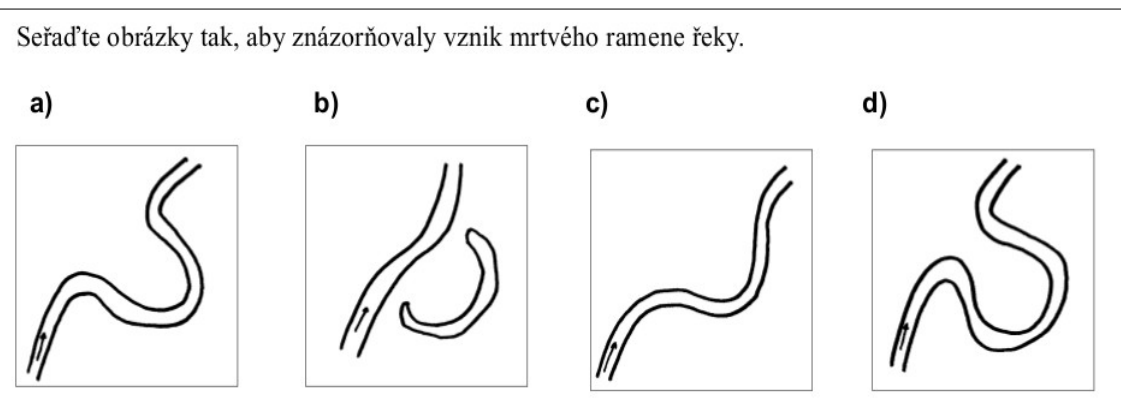 Seřaďte obrázky tak, aby znázorňovaly vznik mrtvého ramene řeky.
a) b) c) d)